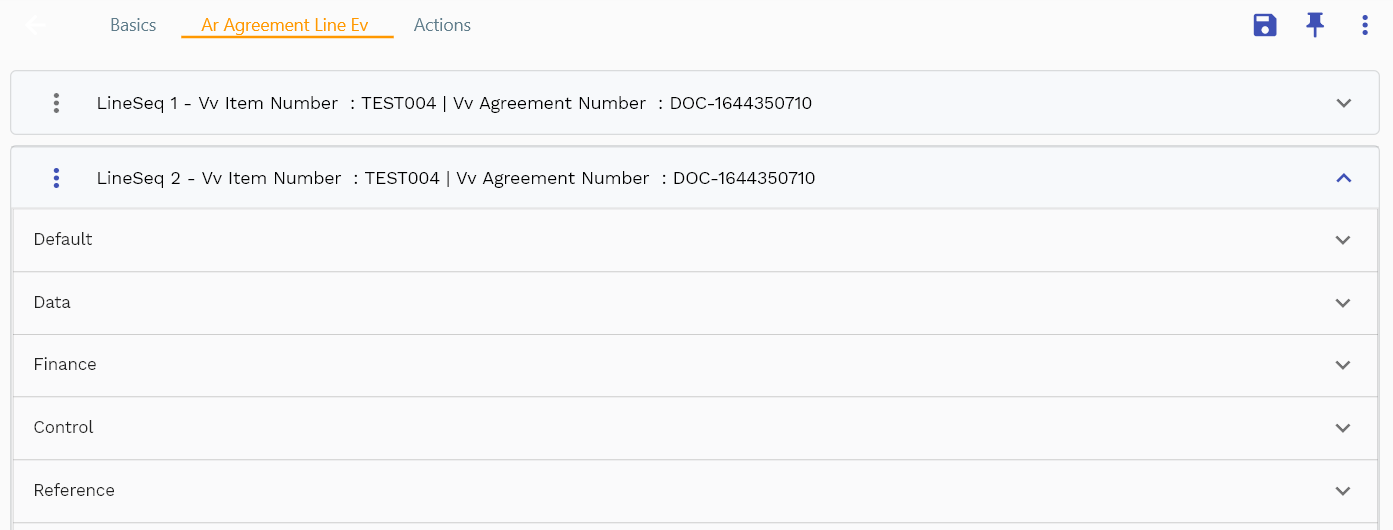 Basics Ar Agreement Line Ev Actions
LineSeq 1 - Vv Item Number : TEST004 | Vv Agreement Number : DOC-1644350710
LineSeq 2 - Vv Item Number : TEST004 | Vv Agreement Number : DOC-1644350710
Default
Data
Finance
Control
Reference